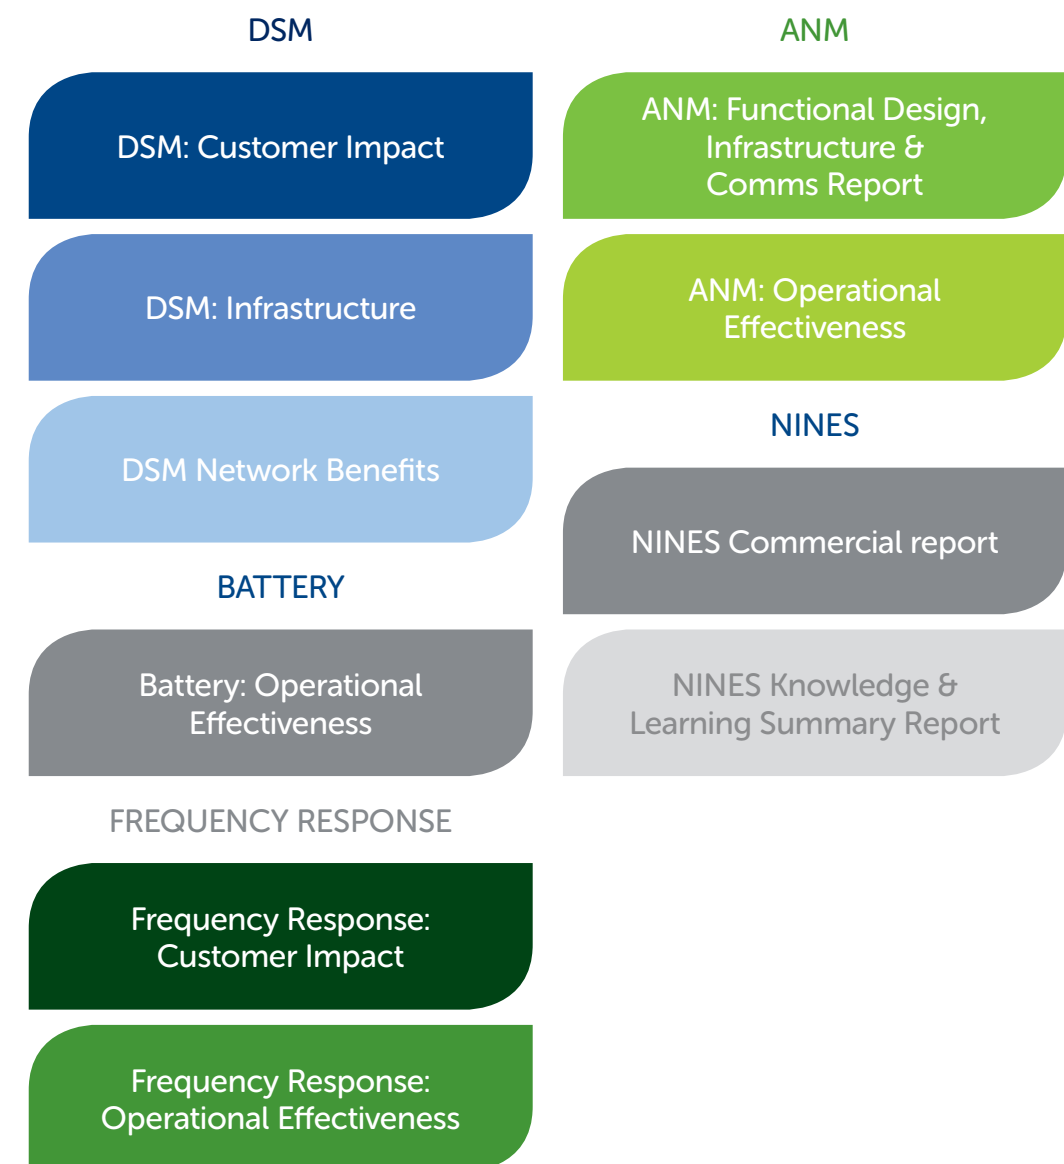 DSM
DSM: Customer Impact
DSM: Infrastructure
DSM Network Benefits
BATTERY
Battery: Operational
Effectiveness
FREQUENCY RESPONSE
Frequency Response:
Customer Impact
Frequency Response:
Operational Effectiveness
ANM
ANM: Functional Design,
Infrastructure &
Comms Report
ANM: Operational
Effectiveness
NINES
NINES Commercial report
NINES Knowledge &
Learning Summary Report